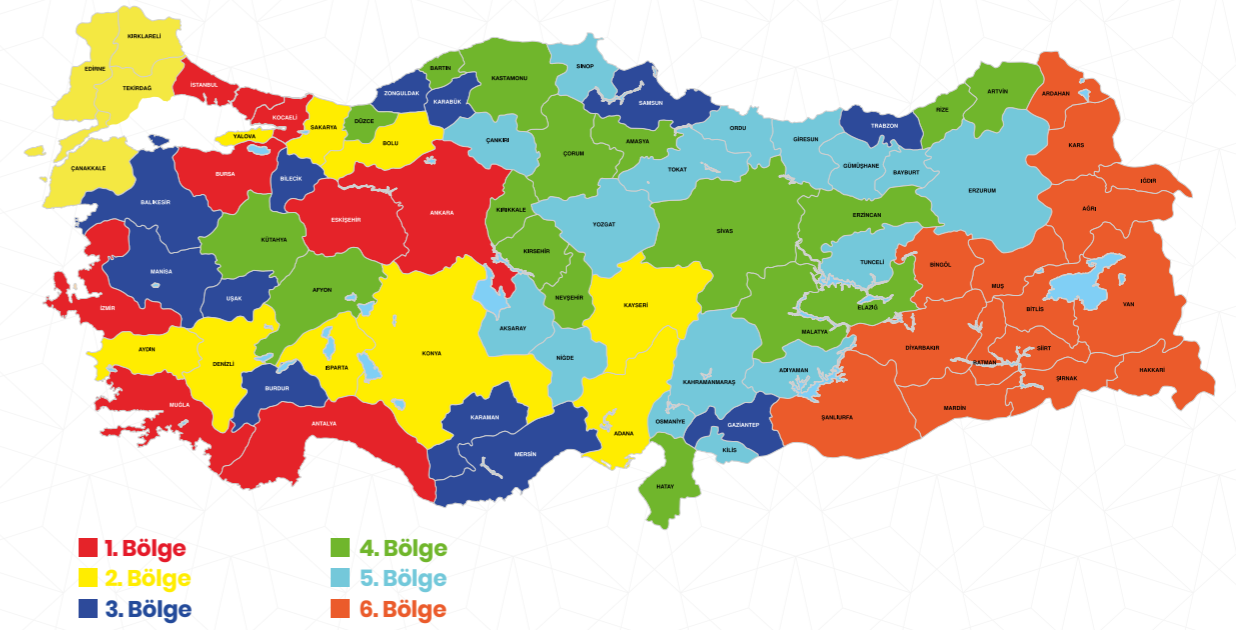 KIRKLARELİ
EDİRNE
TEKİRDAĞ
İSTANBUL
KOCAELİ
YALOVA
SAKARYA
DÜZCE
BOLU
ZONGULDAK
BARTIN
KARABÜK
KASTAMONU
SİNOP
SAMSUN
ÇANKIRI
ÇORUM
AMASYA
TOKAT
ORDU
GİRESUN
TRABZON
GÜMÜŞHANE
BAYBURT
RİZE
ARTVİN
ARDAHAN
KARS
IĞDIR
AĞRI
ERZURUM
ERZİNCAN
ÇANAKKALE
BALIKESİR
BURSA
BİLECİK
ESKİŞEHİR
ANKARA
KIRIKKALE
KIRŞEHİR
YOZGAT
SİVAS
TUNCELİ
BİNGÖL
MUŞ
BİTLİS
VAN
KÜTAHYA
MANİSA
UŞAK
AFYON
İZMİR
AKSARAY
NEVŞEHİR
KAYSERİ
MALATYA
ELAZIĞ
DİYARBAKIR
BATMAN
SİİRT
ŞIRNAK
HAKKARİ
AYDIN
DENİZLİ
ISPARTA
KONYA
NİĞDE
KAHRAMANMARAŞ
ADIYAMAN
ŞANLIURFA
MARDİN
MUĞLA
BURDUR
ANTALYA
KARAMAN
MERSİN
ADANA
OSMANİYE
GAZİANTEP
KİLİS
HATAY
1. Bölge
2. Bölge
3. Bölge
4. Bölge
5. Bölge
6. Bölge